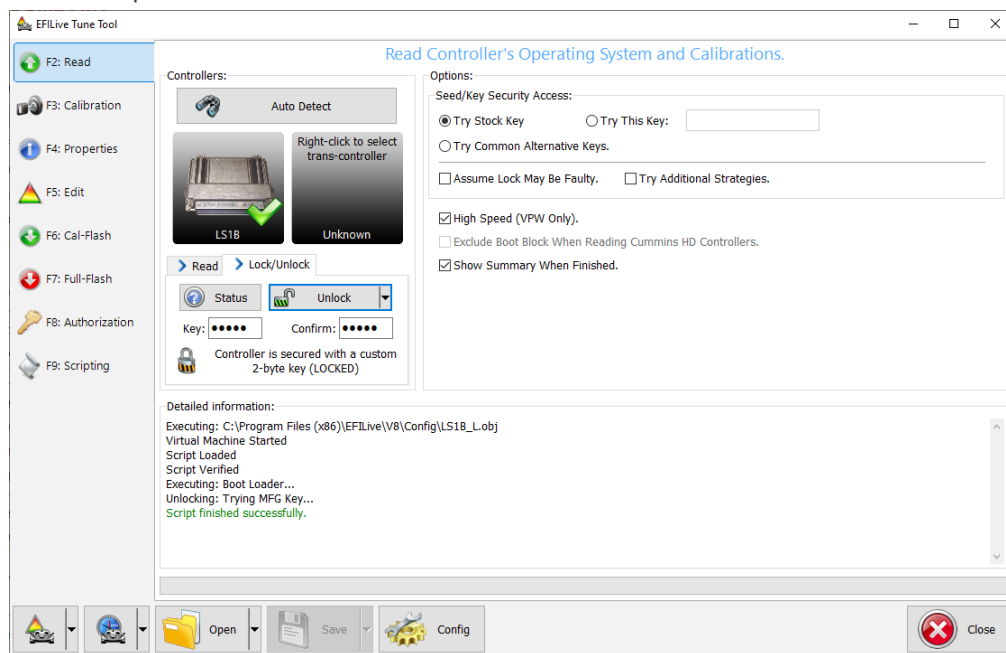 EFILive Tune Tool
F2: Read
F3: Calibration
F4: Properties
F5: Edit
F6: Cal-Flash
F7: Full-Flash
F8: Authorization
F9: Scripting
Read Controller's Operating System and Calibrations.
Controllers:
Auto Detect
LS1B
Right-click to select
trans-controller
Unknown
Read
Lock/Unlock
Status
Unlock
Key: •••••
Confirm: •••••
Controller is secured with a custom
2-byte key (LOCKED)
Options:
Seed/Key Security Access:
Try Stock Key
Try This Key:
Try Common Alternative Keys.
Assume Lock May Be Faulty.
Try Additional Strategies.
High Speed (VPW Only).
Exclude Boot Block When Reading Cummins HD Controllers.
Show Summary When Finished.
Detailed information:
Executing: C:\Program Files (x86)\EFILive\V8\Config\LS1B_L.obj
Virtual Machine Started
Script Loaded
Script Verified
Executing: Boot Loader...
Unlocking: Trying MFG Key...
Script finished successfully.
Open
Save
Config
Close